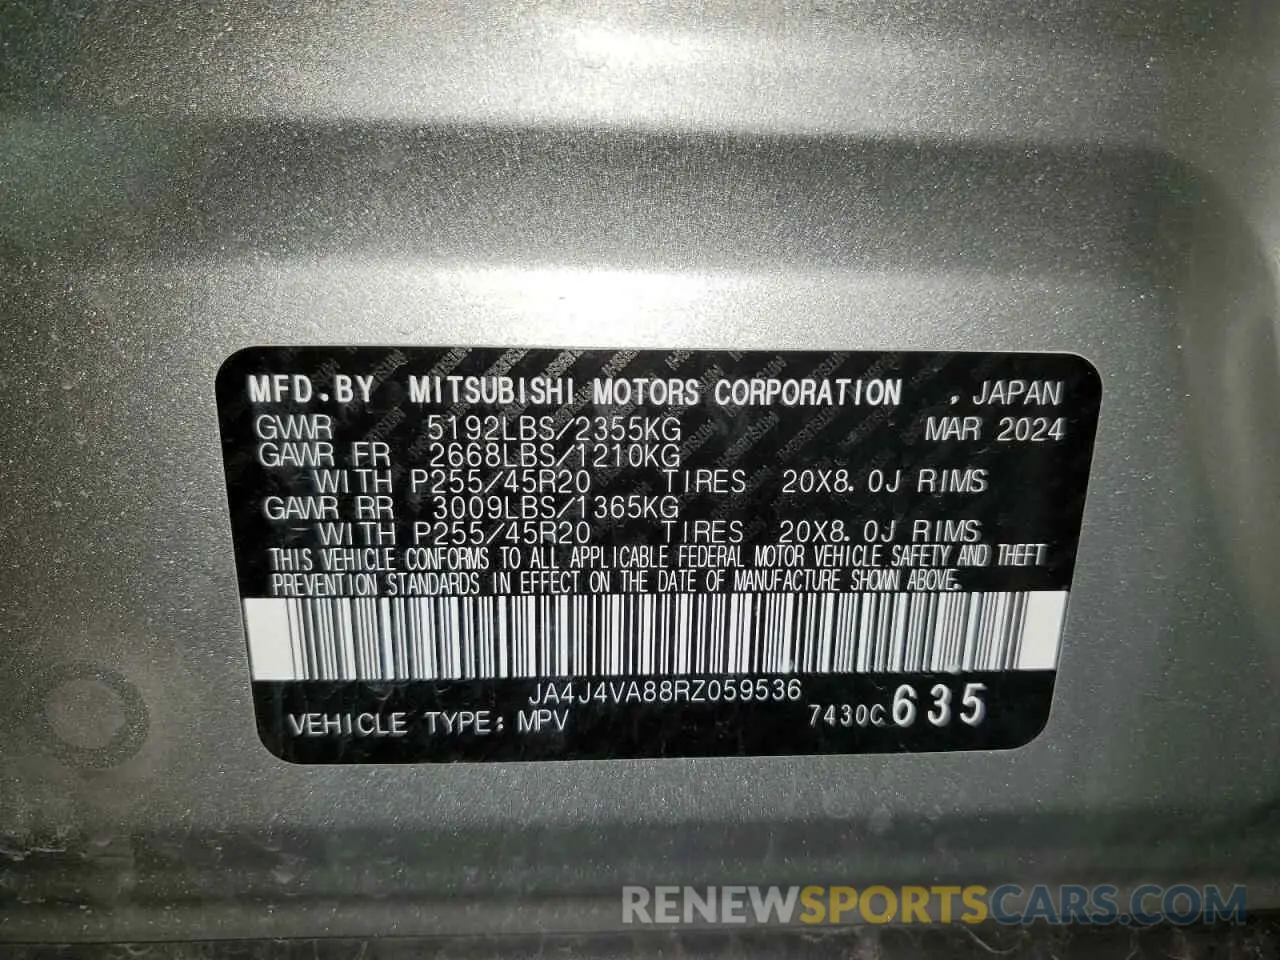 MFD.BY MITSUBISHI MOTORS CORPORATION , JAPAN
GVWR 5192LBS/2355KG MAR 2024
GAWR FR 2668LBS/1210KG
WITH P255/45R20 TIRES 20X8.0J RIMS
GAWR RR 3009LBS/1365KG
WITH P255/45R20 TIRES 20X8.0J RIMS
THIS VEHICLE CONFORMS TO ALL APPLICABLE FEDERAL MOTOR VEHICLE SAFETY AND THEFT
PREVENTION STANDARDS IN EFFECT ON THE DATE OF MANUFACTURE SHOWN ABOVE.
JA4J4VA88RZ059536
VEHICLE TYPE: MPV 7430C 635
RENEWSPORTSCARS.COM